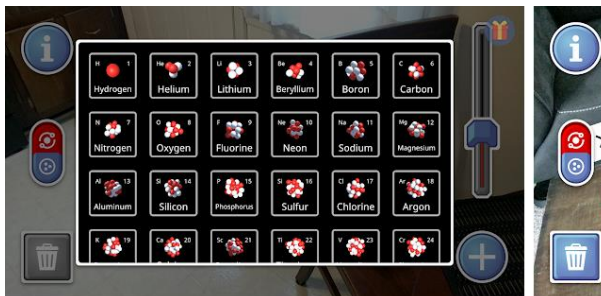 H 1 He 2 Li 3 Be 4 B 5 C 6
Hydrogen Helium Lithium Beryllium Boron Carbon
N 7 O 8 F 9 Ne 10 Na 11 Mg 12
Nitrogen Oxygen Fluorine Neon Sodium Magnesium
Al 13 Si 14 P 15 S 16 Cl 17 Ar 18
Aluminum Silicon Phosphorus Sulfur Chlorine Argon
K 19 Ca 20 Sc 21 Ti 22 V 23 Cr 24